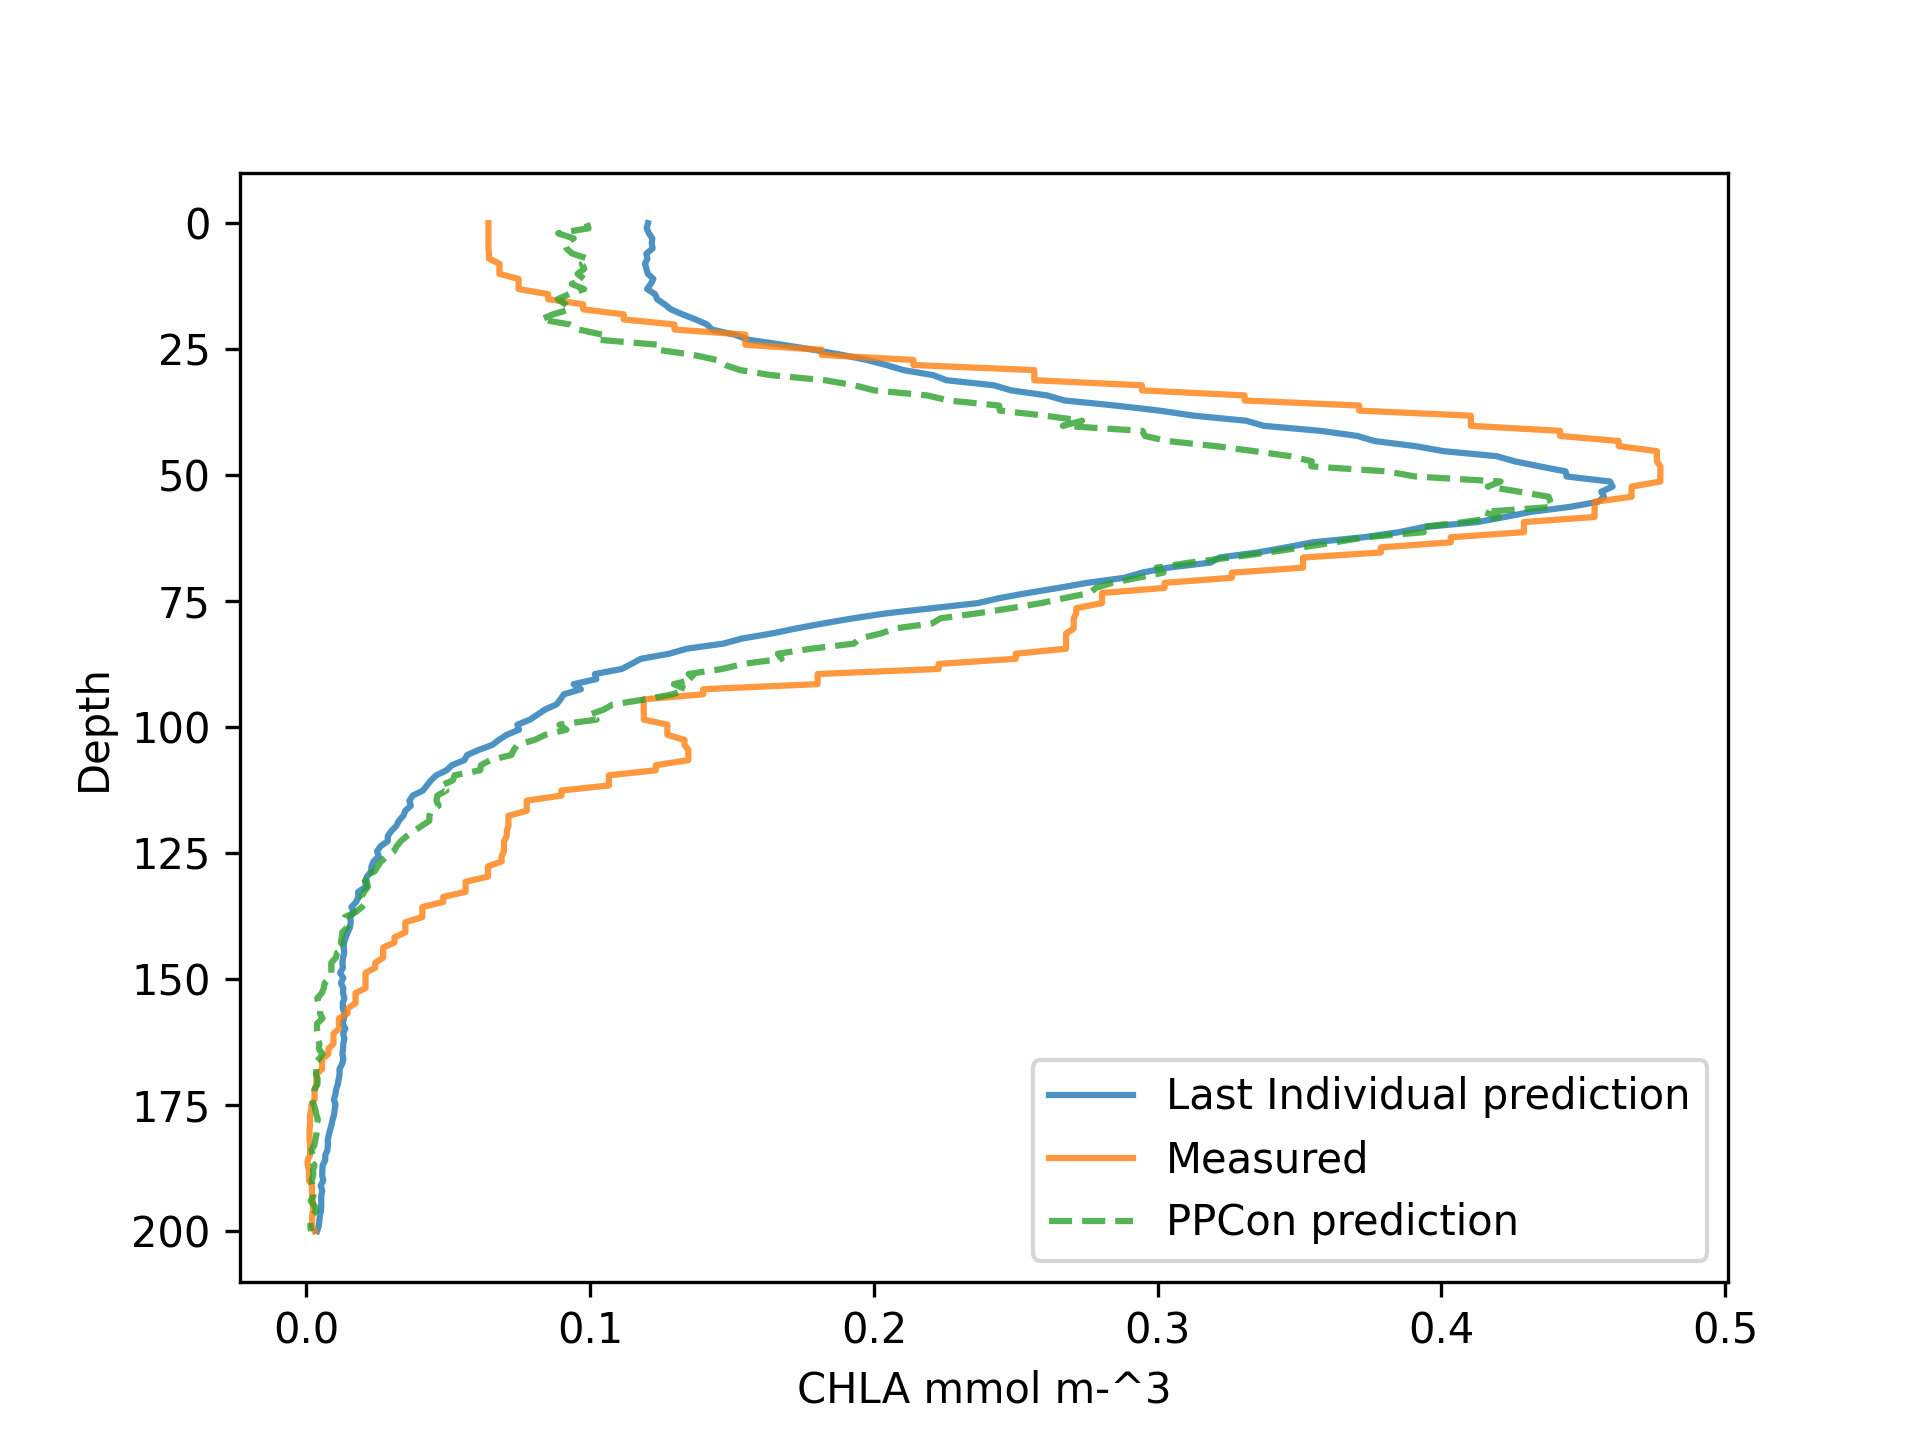 0
25
50
75
100
125
150
175
200
Depth
0.0 0.1 0.2 0.3 0.4 0.5
CHLA mmol m-^3
Last Individual prediction
Measured
PPCon prediction